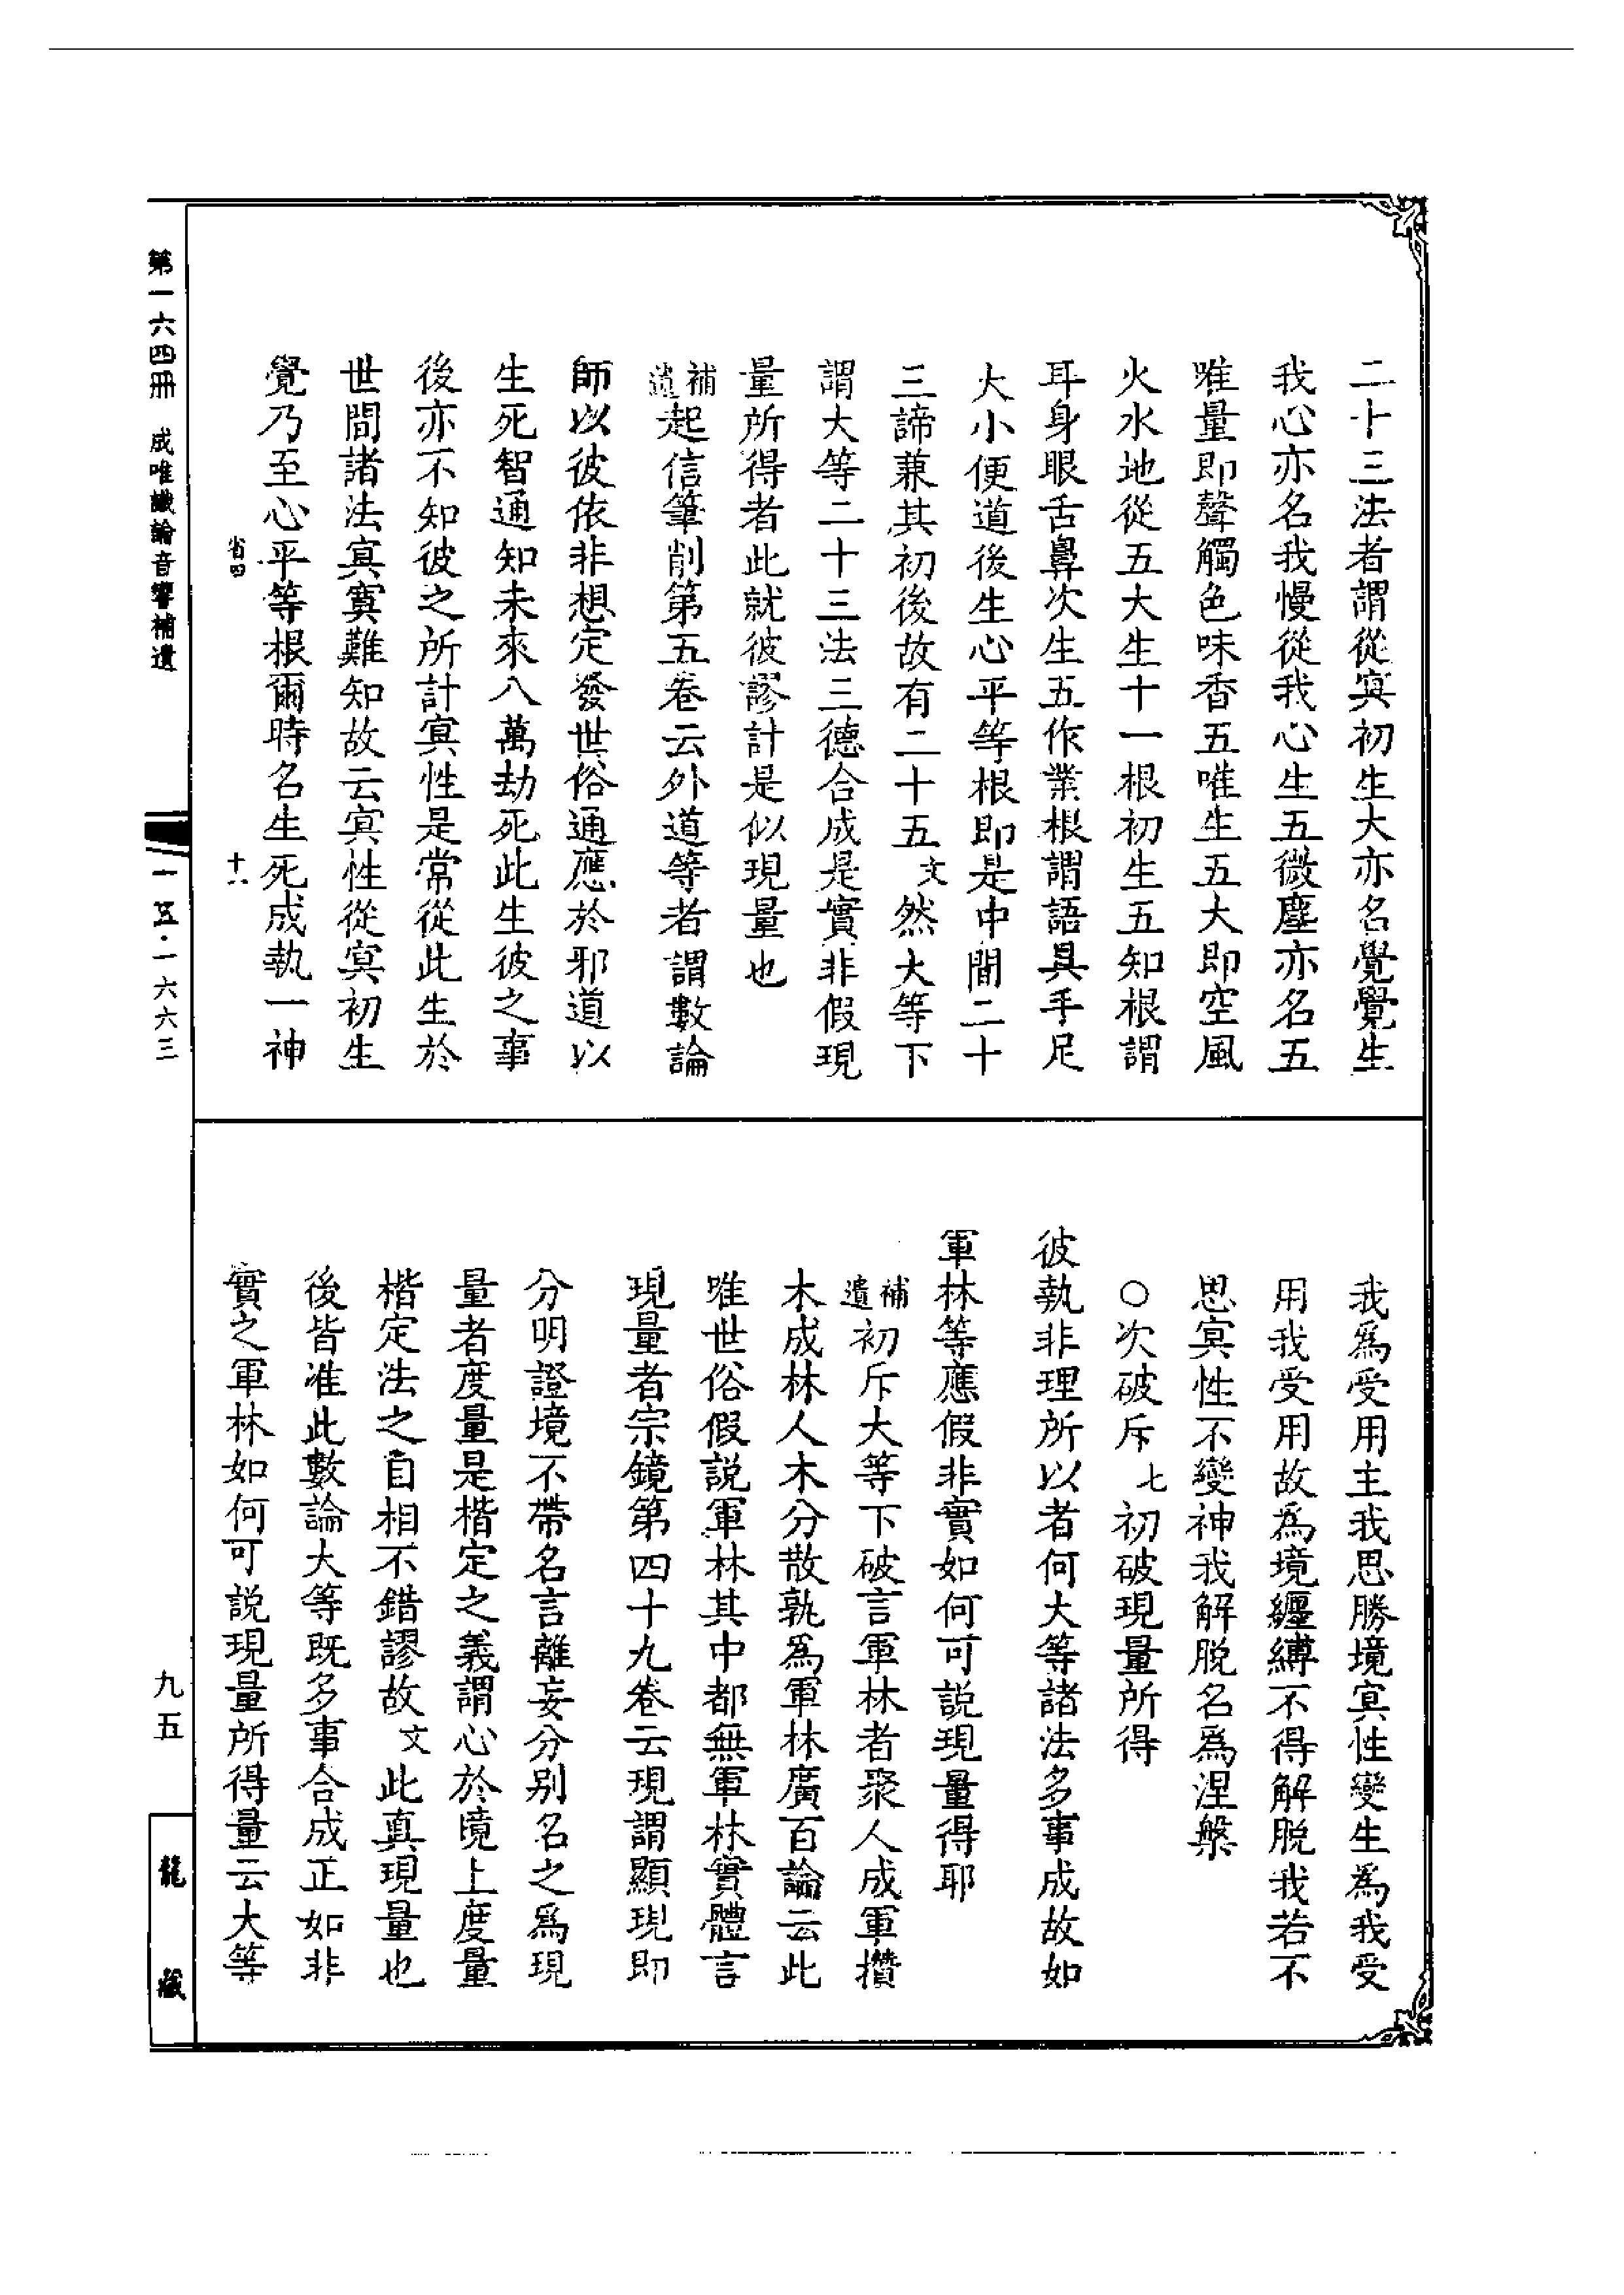 二十三法者謂從㝠初生大亦名覺覺生
我心亦名我慢從我心生五微塵亦名五
唯量即聲觸色味香五唯生五大即空風
火水地從五大生十一根初生五知根謂
耳身眼舌鼻次生五作業根謂語具手足
大小便道後生心平等根即是中間二十
三諦兼其初後故有二十五文然大等下
謂大等二十三法三德合成是實非假現
量所得者此就彼謬計是似現量也
補遺起信筆削第五卷云外道等者謂數論
師以彼依非想定發世俗通應於邪道以
生死智通知未來八萬劫死此生彼之事
後亦不知彼之所計㝠性是常從此生於
世間諸法㝠寞難知故云㝠性從㝠初生
覺乃至心平等根爾時名生死成執一神
省四 十一
我爲受用主我思勝境㝠性變生爲我受
用我受用故爲境纏縛不得解脫我若不
思㝠性不變神我解脫名爲涅槃
○次破斥七初破現量所得
彼執非理所以者何大等諸法多事成故如
軍林等應假非實如何可說現量得耶
補遺初斥大等下破言軍林者衆人成軍攢
木成林人木分散孰爲軍林廣百論云此
唯世俗假說軍林其中都無軍林實體言
現量者宗鏡第四十九卷云現謂顯現即
分明證境不帶名言離妄分別名之爲現
量者度量是楷定之義謂心於境上度量
楷定法之自相不錯謬故文此真現量也
後皆准此數論大等既多事合成正如非
實之軍林如何可說現量所得量云大等
第一六四冊 成唯識論音響補遺
一五·一六六三
九五
龍藏